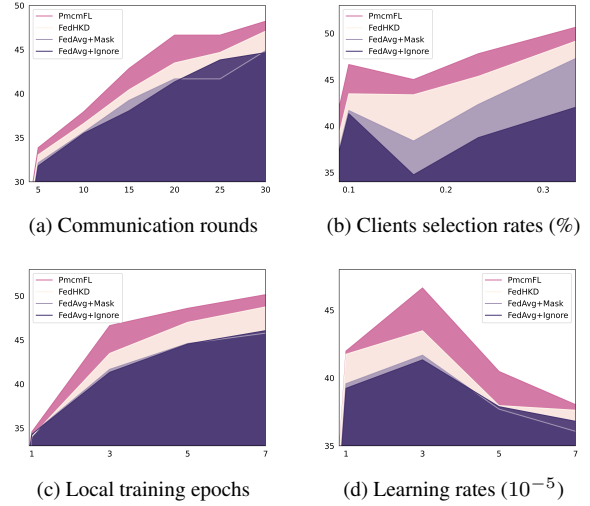 50
45
40
35
30
PmcmFL
FedHKD
FedAvg+Mask
FedAvg+Ignore
5 10 15 20 25 30
(a) Communication rounds
50
45
40
35
PmcmFL
FedHKD
FedAvg+Mask
FedAvg+Ignore
0.1 0.2 0.3
(b) Clients selection rates (%)
50
45
40
35
PmcmFL
FedHKD
FedAvg+Mask
FedAvg+Ignore
1 3 5 7
(c) Local training epochs
45
40
35
PmcmFL
FedHKD
FedAvg+Mask
FedAvg+Ignore
1 3 5 7
(d) Learning rates (10⁻⁵)